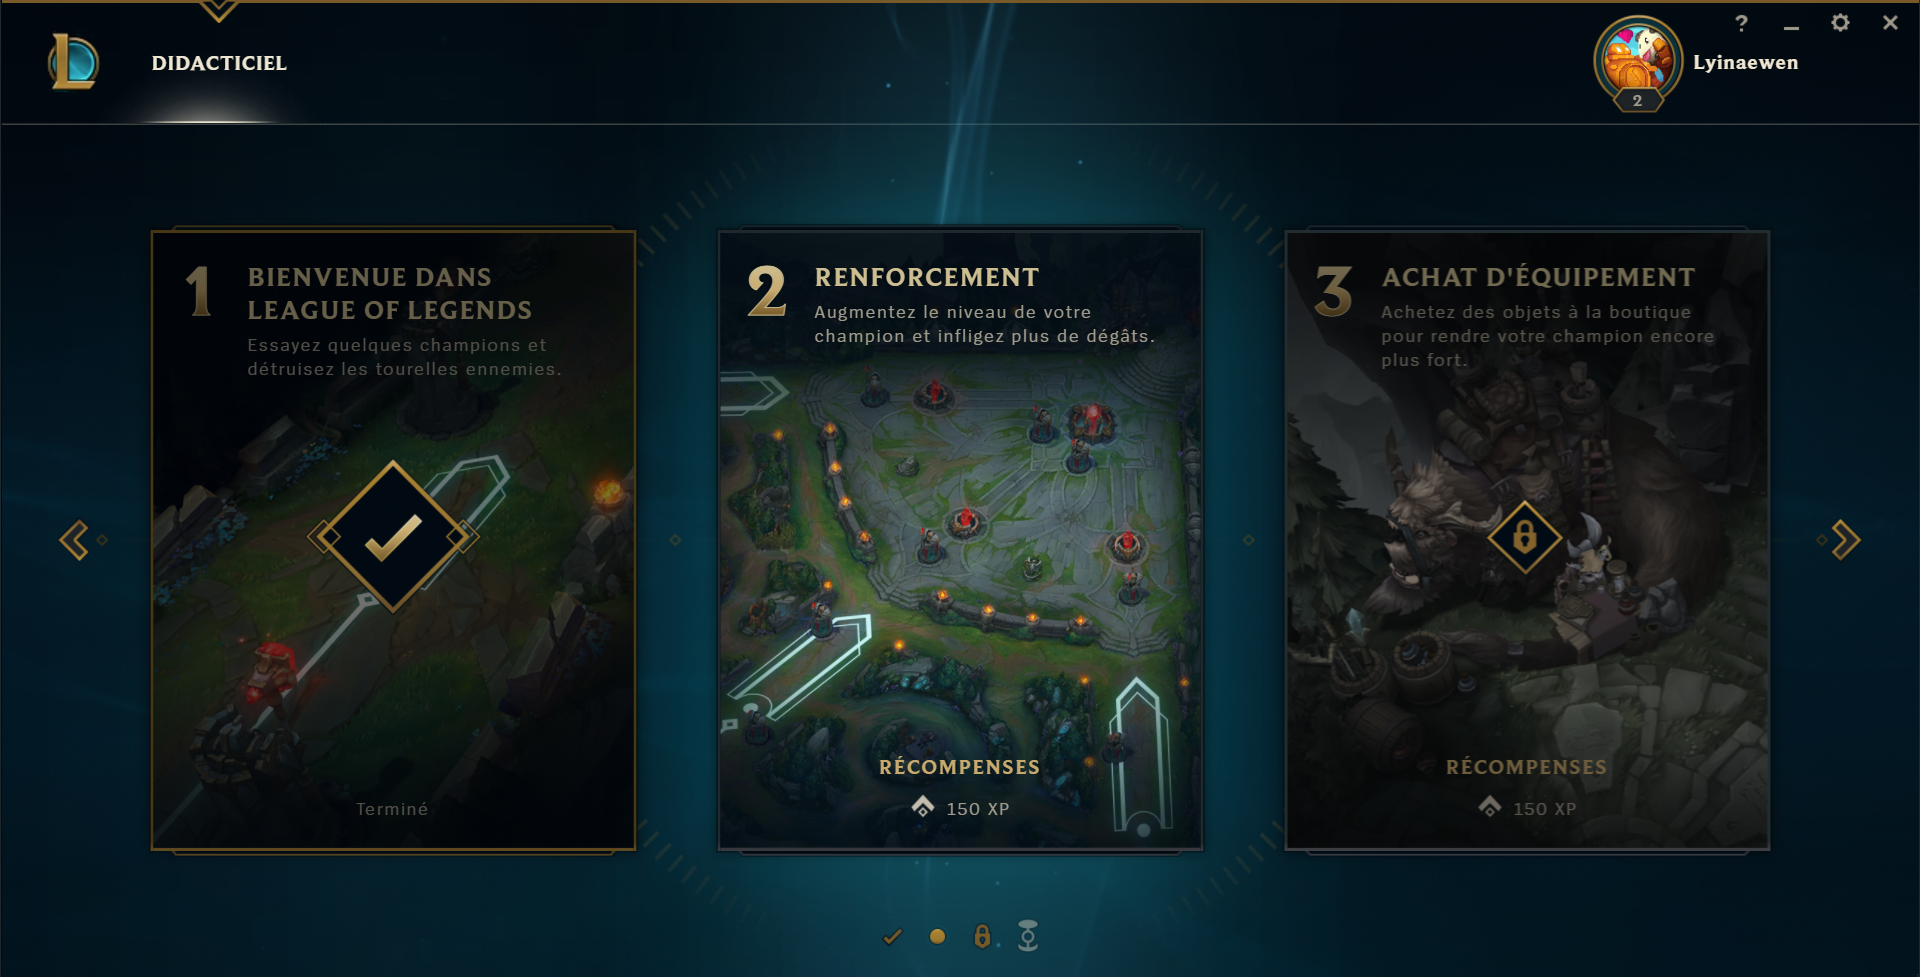 DIDACTICIEL
?
Lyinaewen
2
1
BIENVENUE DANS
LEAGUE OF LEGENDS
Essayez quelques champions et
détruisez les tourelles ennemies.
Terminé
2
RENFORCEMENT
Augmentez le niveau de votre
champion et infligez plus de dégâts.
RÉCOMPENSES
150 XP
3
ACHAT D'ÉQUIPEMENT
Achetez des objets à la boutique
pour rendre votre champion encore
plus fort.
RÉCOMPENSES
150 XP